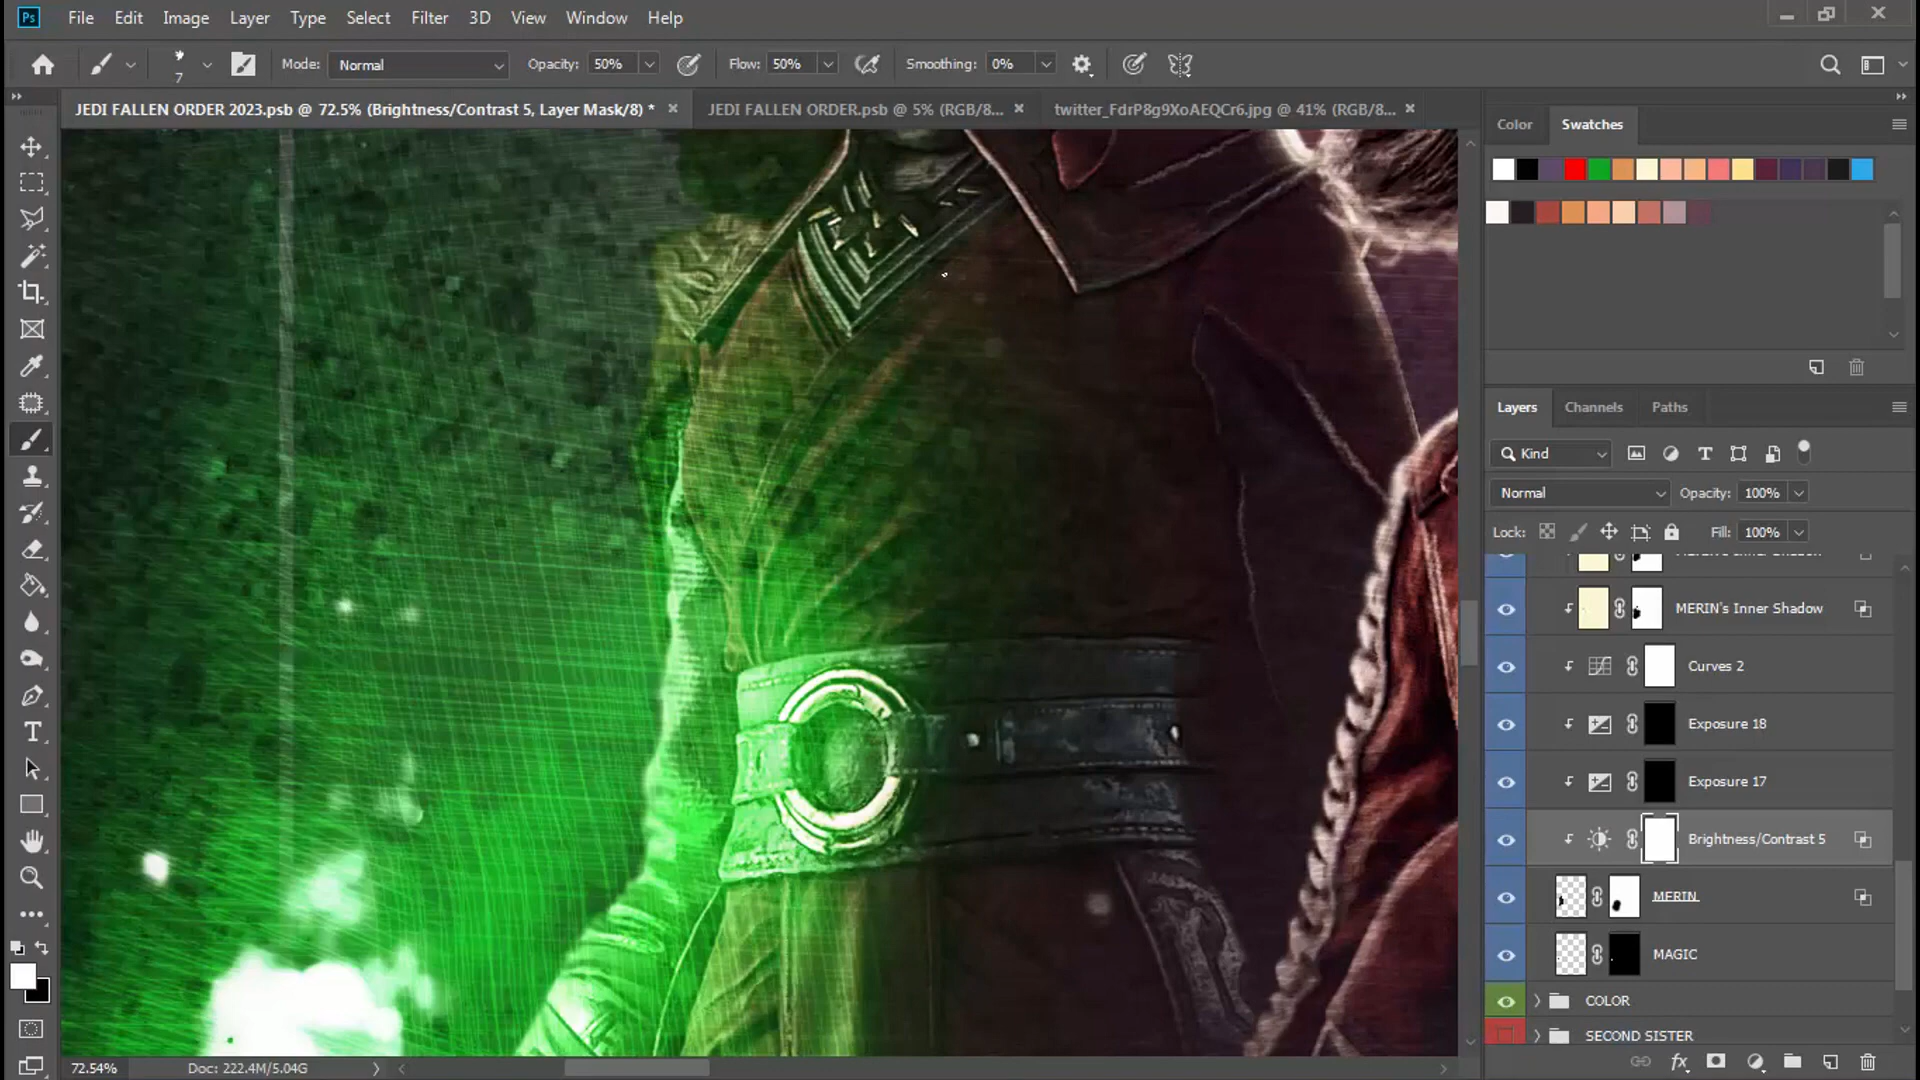 Ps File Edit Image Layer Type Select Filter 3D View Window Help
7 Mode: Normal Opacity: 50% Flow: 50% Smoothing: 0%
JEDI FALLEN ORDER 2023.psb @ 72.5% (Brightness/Contrast 5, Layer Mask/8) *
JEDI FALLEN ORDER.psb @ 5% (RGB/8...
twitter_FdrP8g9XoAEQCr6.jpg @ 41% (RGB/8...
Color Swatches
Layers Channels Paths
Kind
Normal Opacity: 100%
Lock: Fill: 100%
MERIN's Inner Shadow
Curves 2
Exposure 18
Exposure 17
Brightness/Contrast 5
MERIN
MAGIC
COLOR
SECOND SISTER
72.54% Doc: 222.4M/5.04G